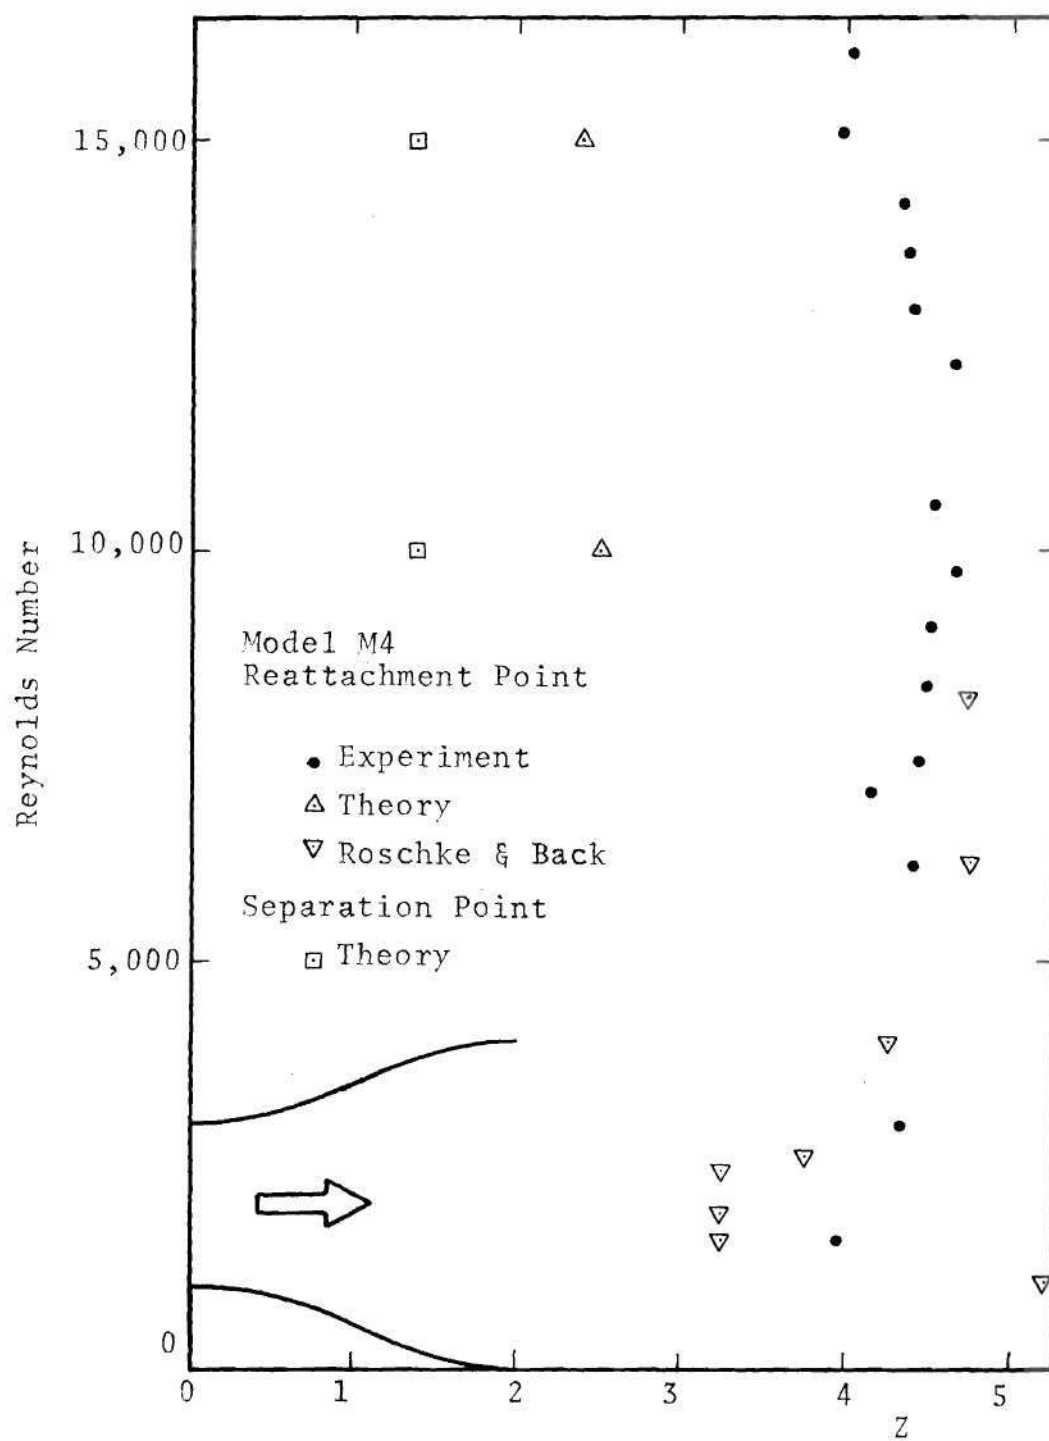 15,000
10,000
Model M4
Reattachment Point
Experiment
Theory
Roschke & Back
Separation Point
Theory
5,000
0
0 1 2 3 4 5
Z
Reynolds Number